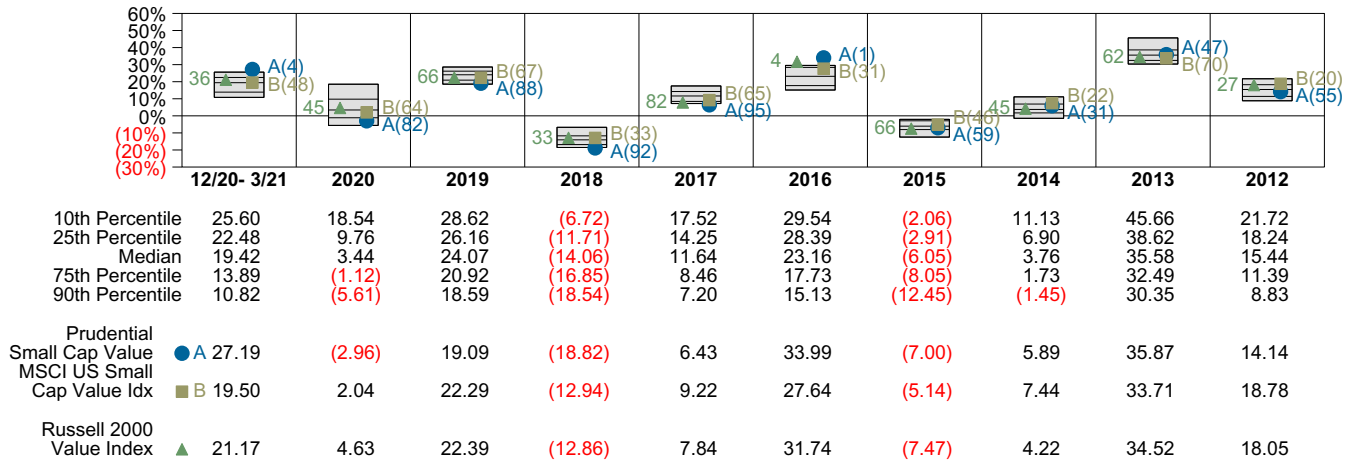 60%
50%
40%
30%
20%
10%
0%
(10%)
(20%)
(30%)
36 A(4) B(48)
45 B(64) A(82)
66 B(67) A(88)
33 B(33) A(92)
82 B(65) A(95)
4 A(1) B(31)
66 B(46) A(59)
45 B(22) A(31)
62 A(47) B(70)
27 B(20) A(55)
12/20- 3/21 2020 2019 2018 2017 2016 2015 2014 2013 2012
10th Percentile 25.60 18.54 28.62 (6.72) 17.52 29.54 (2.06) 11.13 45.66 21.72
25th Percentile 22.48 9.76 26.16 (11.71) 14.25 28.39 (2.91) 6.90 38.62 18.24
Median 19.42 3.44 24.07 (14.06) 11.64 23.16 (6.05) 3.76 35.58 15.44
75th Percentile 13.89 (1.12) 20.92 (16.85) 8.46 17.73 (8.05) 1.73 32.49 11.39
90th Percentile 10.82 (5.61) 18.59 (18.54) 7.20 15.13 (12.45) (1.45) 30.35 8.83
Prudential
Small Cap Value A 27.19 (2.96) 19.09 (18.82) 6.43 33.99 (7.00) 5.89 35.87 14.14
MSCI US Small
Cap Value Idx B 19.50 2.04 22.29 (12.94) 9.22 27.64 (5.14) 7.44 33.71 18.78
Russell 2000
Value Index 21.17 4.63 22.39 (12.86) 7.84 31.74 (7.47) 4.22 34.52 18.05